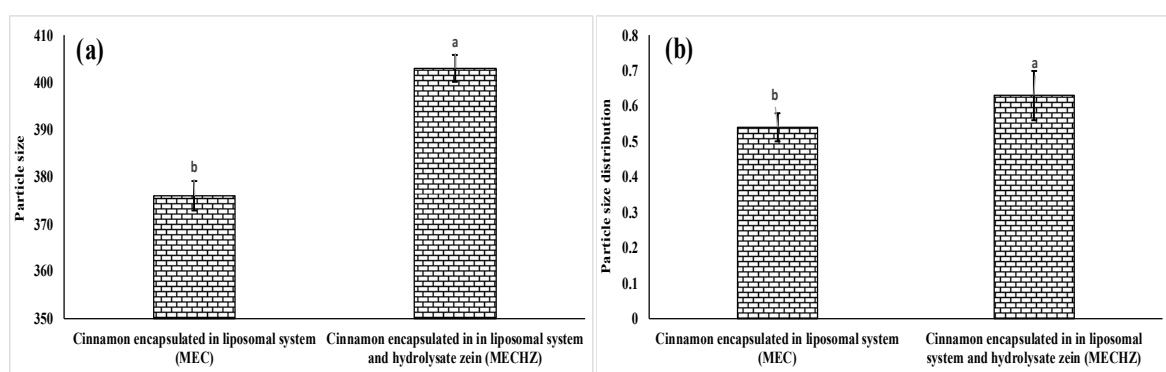 (a)
Particle size
410
400
390
380
370
360
350
b
a
Cinnamon encapsulated in liposomal system
(MEC)
Cinnamon encapsulated in in liposomal system
and hydrolysate zein (MECHZ)
(b)
Particle size distribution
0.8
0.7
0.6
0.5
0.4
0.3
0.2
0.1
0
b
a
Cinnamon encapsulated in liposomal system
(MEC)
Cinnamon encapsulated in in liposomal
system and hydrolysate zein (MECHZ)